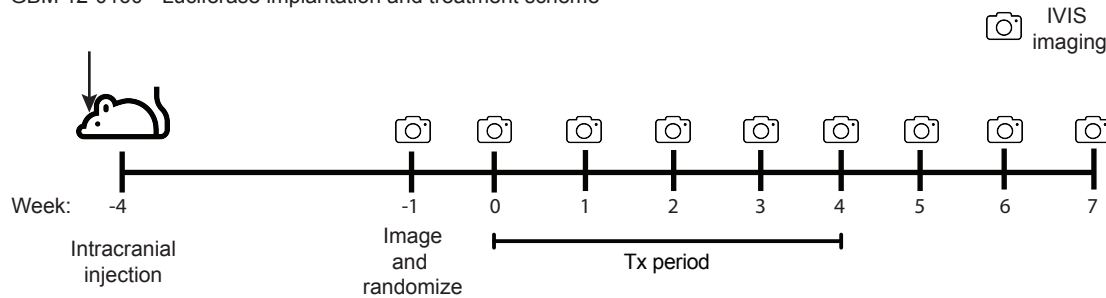 GBM 12-0160 - Luciferase implantation and treatment scheme
IVIS
imaging
Week: -4 -1 0 1 2 3 4 5 6 7
Intracranial
injection
Image
and
randomize
Tx period